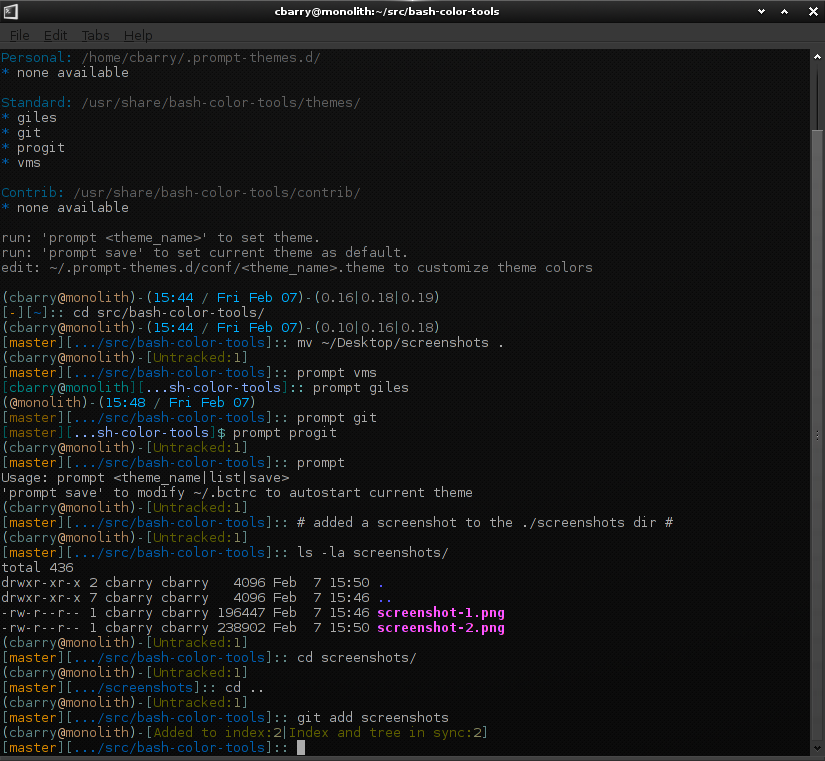 cbarry@monolith:~/src/bash-color-tools
File Edit Tabs Help
Personal: /home/cbarry/.prompt-themes.d/
* none available
Standard: /usr/share/bash-color-tools/themes/
* giles
* git
* progit
* vms
Contrib: /usr/share/bash-color-tools/contrib/
* none available
run: 'prompt <theme_name>' to set theme.
run: 'prompt save' to set current theme as default.
edit: ~/.prompt-themes.d/conf/<theme_name>.theme to customize theme colors
(cbarry@monolith)-(15:44 / Fri Feb 07)-(0.16|0.18|0.19)
[-][~]:: cd src/bash-color-tools/
(cbarry@monolith)-(15:44 / Fri Feb 07)-(0.10|0.16|0.18)
[master][.../src/bash-color-tools]:: mv ~/Desktop/screenshots .
(cbarry@monolith)-[Untracked:1]
[master][.../src/bash-color-tools]:: prompt vms
[cbarry@monolith][...sh-color-tools]:: prompt giles
(@monolith)-(15:48 / Fri Feb 07)
[master][.../src/bash-color-tools]:: prompt git
[master][...sh-color-tools]$ prompt progit
(cbarry@monolith)-[Untracked:1]
[master][.../src/bash-color-tools]:: prompt
Usage: prompt <theme_name|list|save>
'prompt save' to modify ~/.bctrc to autostart current theme
(cbarry@monolith)-[Untracked:1]
[master][.../src/bash-color-tools]:: # added a screenshot to the ./screenshots dir #
(cbarry@monolith)-[Untracked:1]
[master][.../src/bash-color-tools]:: ls -la screenshots/
total 436
drwxr-xr-x 2 cbarry cbarry   4096 Feb  7 15:50 .
drwxr-xr-x 7 cbarry cbarry   4096 Feb  7 15:46 ..
-rw-r--r-- 1 cbarry cbarry 196447 Feb  7 15:46 screenshot-1.png
-rw-r--r-- 1 cbarry cbarry 238902 Feb  7 15:50 screenshot-2.png
(cbarry@monolith)-[Untracked:1]
[master][.../src/bash-color-tools]:: cd screenshots/
(cbarry@monolith)-[Untracked:1]
[master][.../screenshots]:: cd ..
(cbarry@monolith)-[Untracked:1]
[master][.../src/bash-color-tools]:: git add screenshots
(cbarry@monolith)-[Added to index:2|Index and tree in sync:2]
[master][.../src/bash-color-tools]::